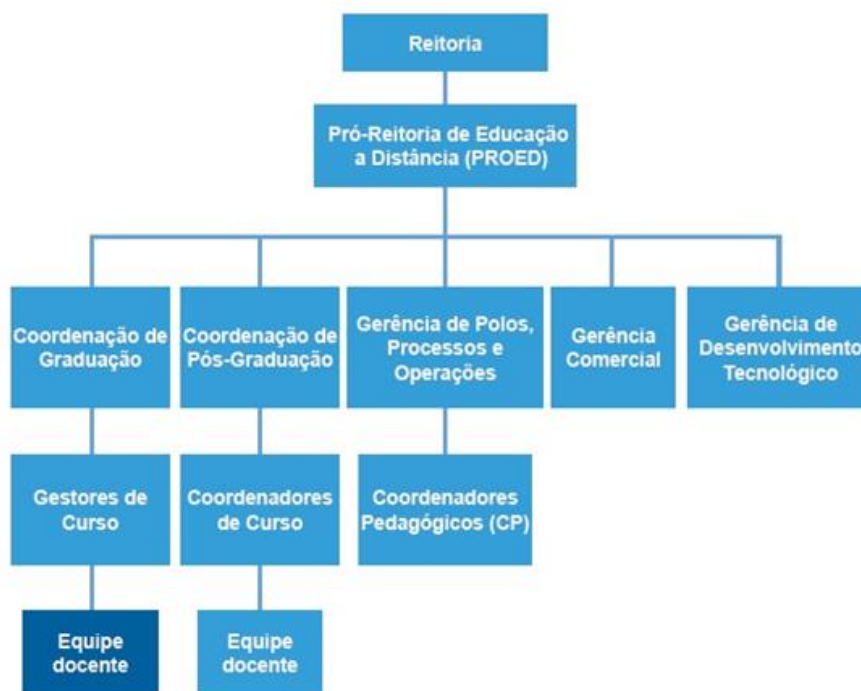 Reitoria
Pró-Reitoria de Educação
a Distância (PROED)
Coordenação de
Graduação
Coordenação de
Pós-Graduação
Gerência de Polos,
Processos e
Operações
Gerência
Comercial
Gerência de
Desenvolvimento
Tecnológico
Gestores de
Curso
Coordenadores
de Curso
Coordenadores
Pedagógicos (CP)
Equipe
docente
Equipe
docente